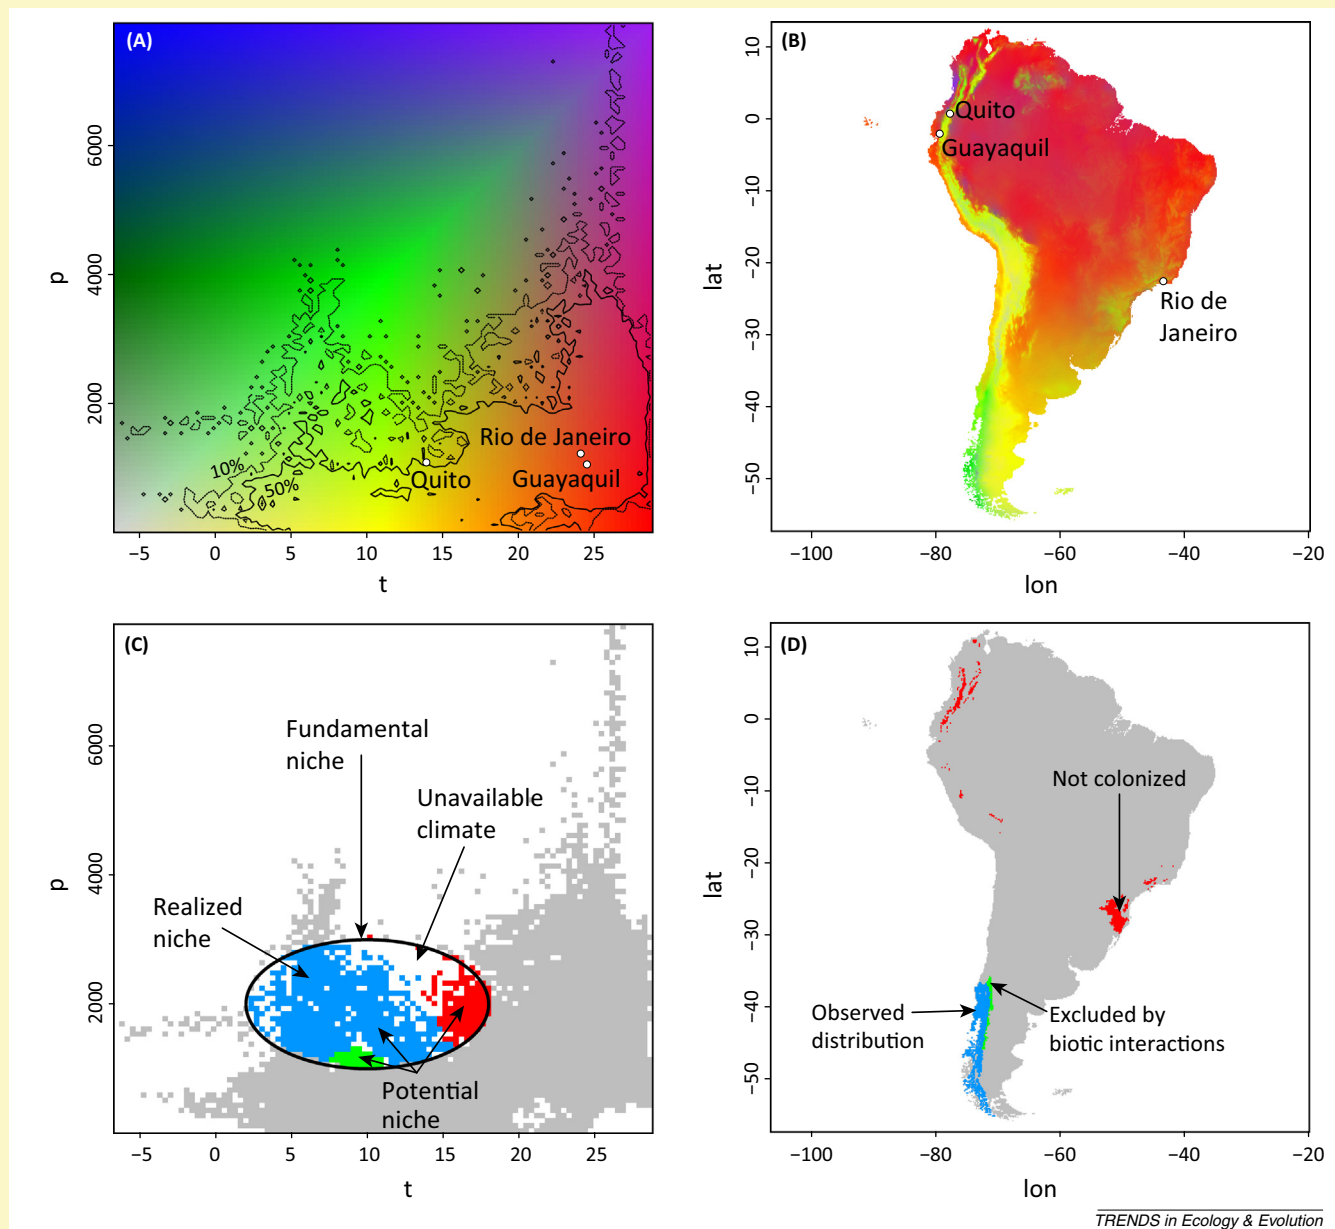 (A)
p
6000
4000
2000
10%
50%
Rio de Janeiro
Quito
Guayaquil
−5
0
5
10
15
20
25
t
(B)
lat
10
0
−10
−20
−30
−40
−50
Quito
Guayaquil
Rio de
Janeiro
−100
−80
−60
−40
−20
lon
(C)
p
6000
4000
2000
Fundamental
niche
Unavailable
climate
Realized
niche
Potential
niche
−5
0
5
10
15
20
25
t
(D)
lat
10
0
−10
−20
−30
−40
−50
Not colonized
Observed
distribution
Excluded by
biotic interactions
−100
−80
−60
−40
−20
lon
TRENDS in Ecology & Evolution